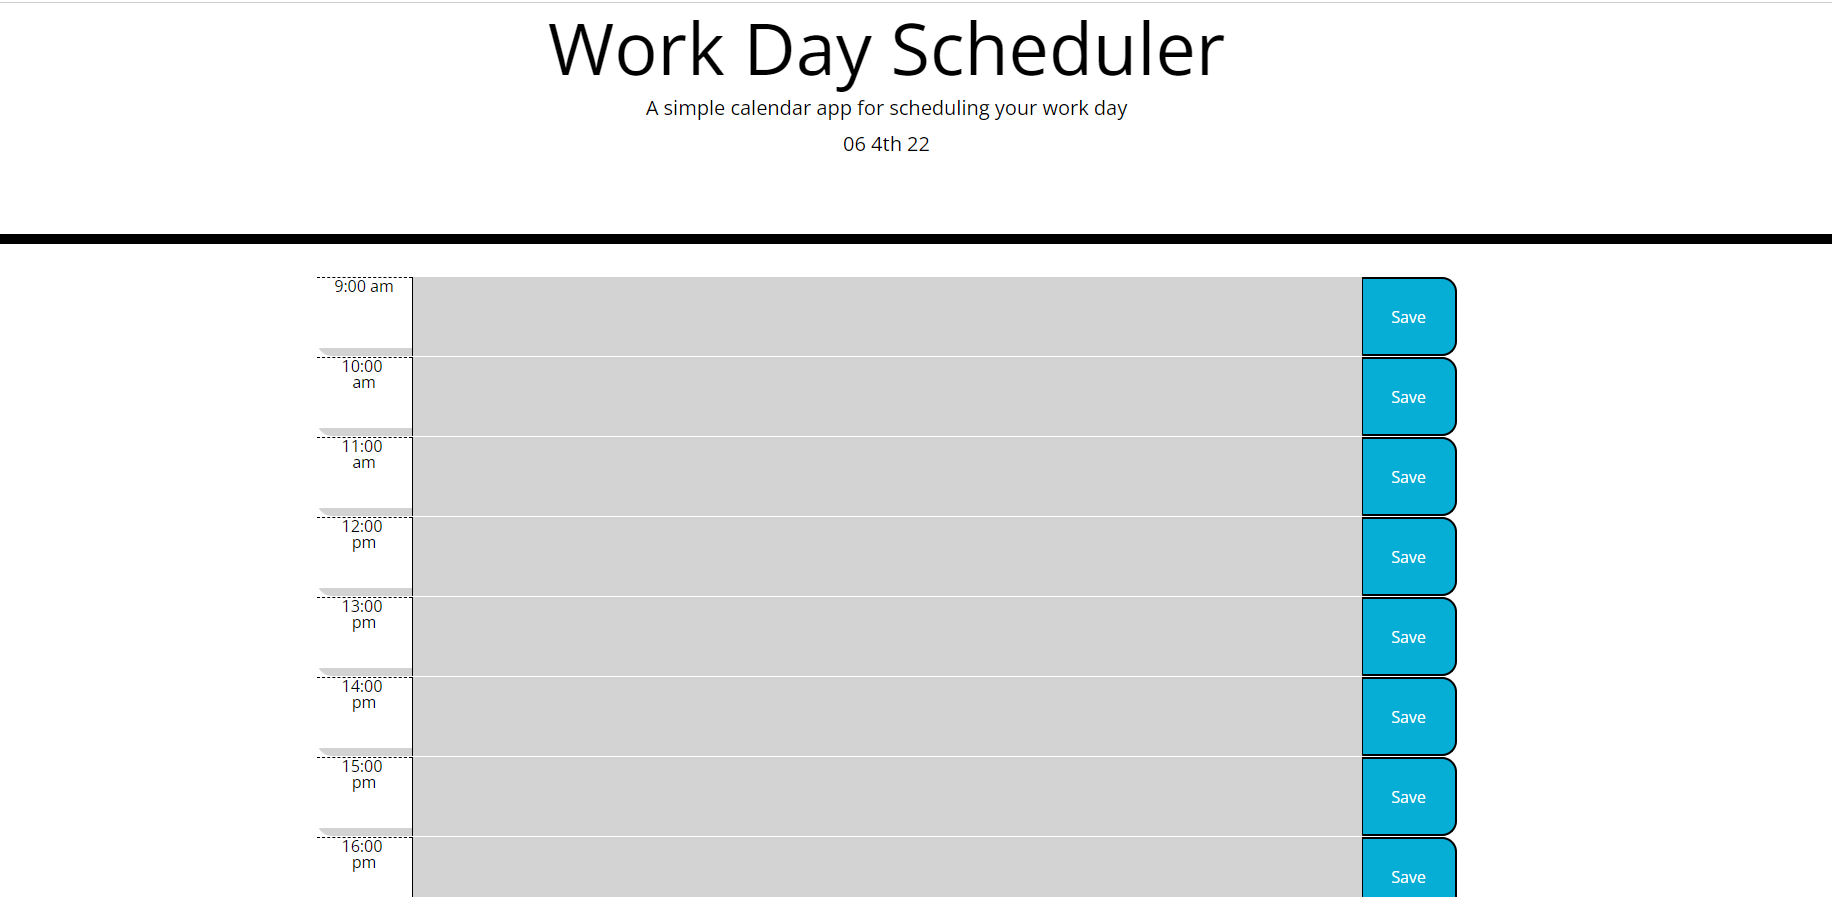 Work Day Scheduler
A simple calendar app for scheduling your work day
06 4th 22
9:00 am
Save
10:00
am
Save
11:00
am
Save
12:00
pm
Save
13:00
pm
Save
14:00
pm
Save
15:00
pm
Save
16:00
pm
Save